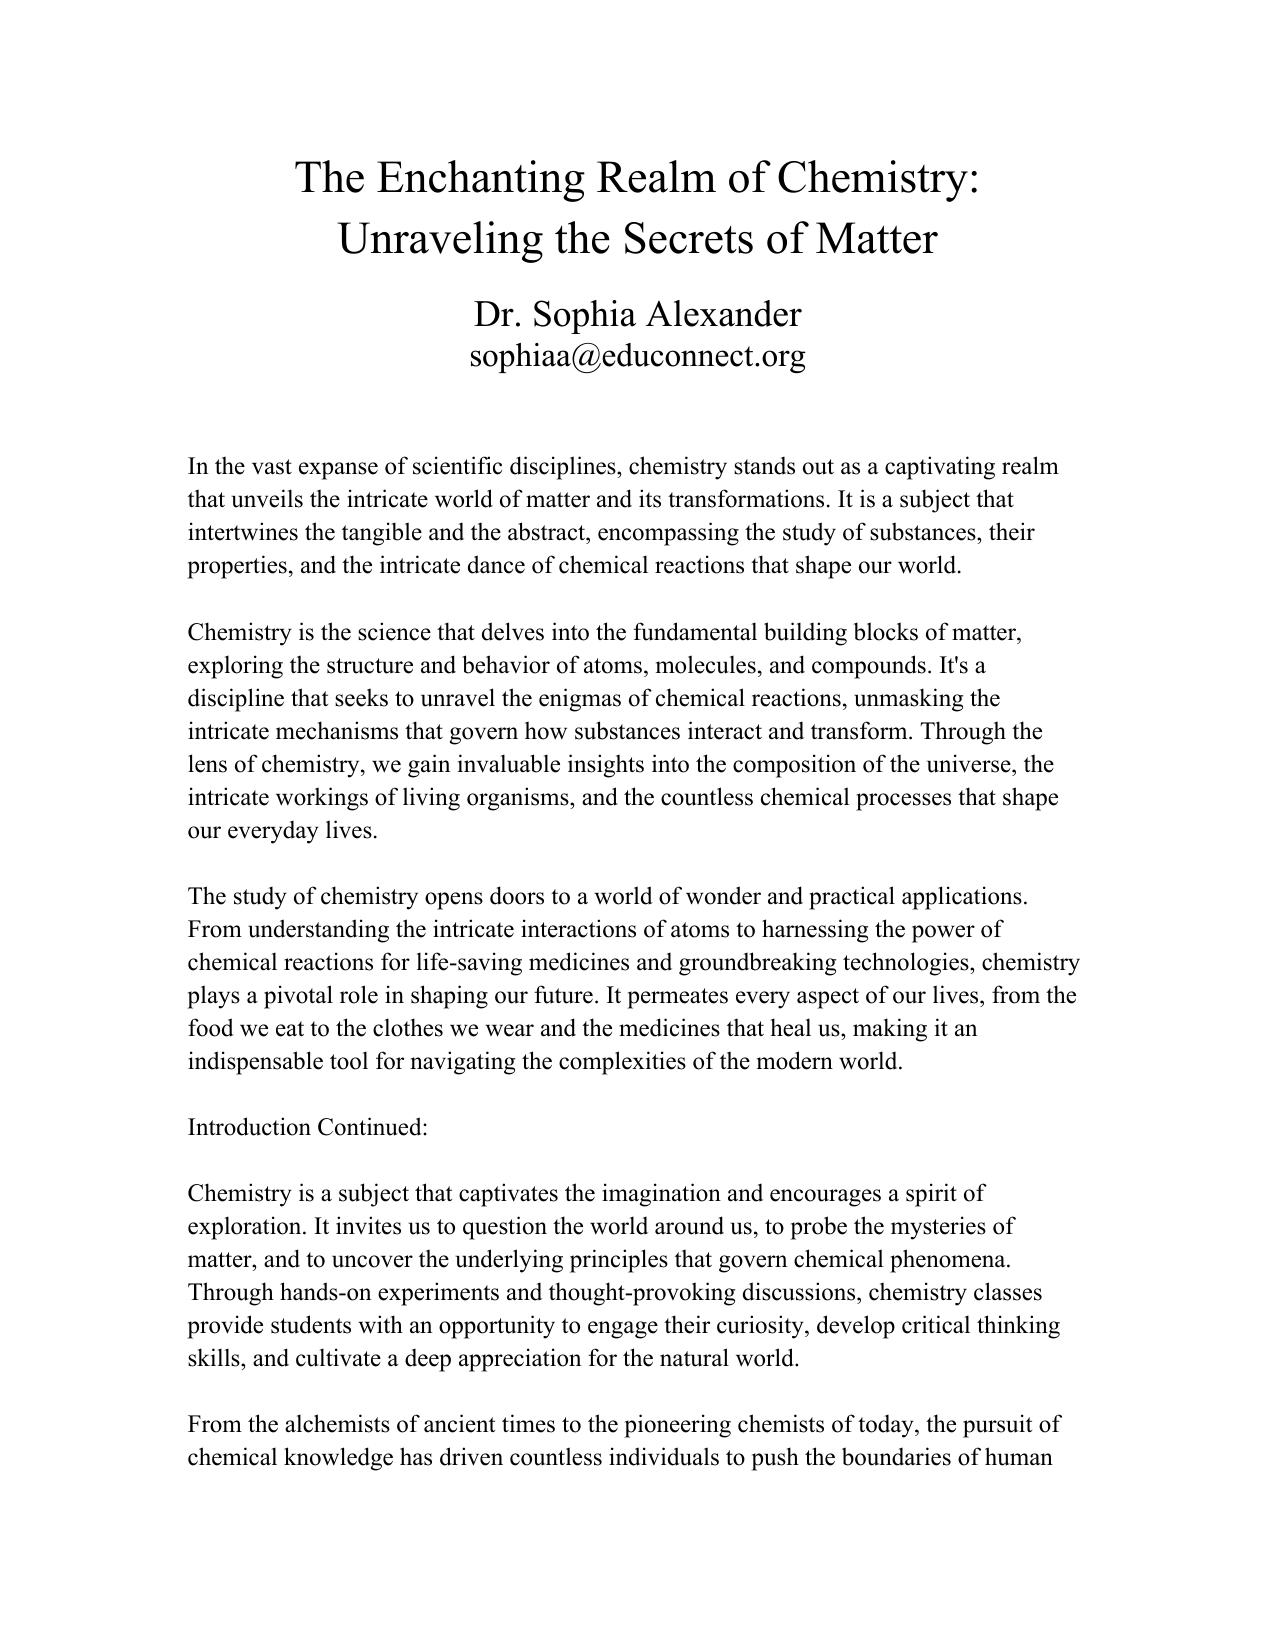 The Enchanting Realm of Chemistry:
Unraveling the Secrets of Matter
Dr. Sophia Alexander
sophiaa@educonnect.org
In the vast expanse of scientific disciplines, chemistry stands out as a captivating realm
that unveils the intricate world of matter and its transformations. It is a subject that
intertwines the tangible and the abstract, encompassing the study of substances, their
properties, and the intricate dance of chemical reactions that shape our world.
Chemistry is the science that delves into the fundamental building blocks of matter,
exploring the structure and behavior of atoms, molecules, and compounds. It's a
discipline that seeks to unravel the enigmas of chemical reactions, unmasking the
intricate mechanisms that govern how substances interact and transform. Through the
lens of chemistry, we gain invaluable insights into the composition of the universe, the
intricate workings of living organisms, and the countless chemical processes that shape
our everyday lives.
The study of chemistry opens doors to a world of wonder and practical applications.
From understanding the intricate interactions of atoms to harnessing the power of
chemical reactions for life-saving medicines and groundbreaking technologies, chemistry
plays a pivotal role in shaping our future. It permeates every aspect of our lives, from the
food we eat to the clothes we wear and the medicines that heal us, making it an
indispensable tool for navigating the complexities of the modern world.
Introduction Continued:
Chemistry is a subject that captivates the imagination and encourages a spirit of
exploration. It invites us to question the world around us, to probe the mysteries of
matter, and to uncover the underlying principles that govern chemical phenomena.
Through hands-on experiments and thought-provoking discussions, chemistry classes
provide students with an opportunity to engage their curiosity, develop critical thinking
skills, and cultivate a deep appreciation for the natural world.
From the alchemists of ancient times to the pioneering chemists of today, the pursuit of
chemical knowledge has driven countless individuals to push the boundaries of human